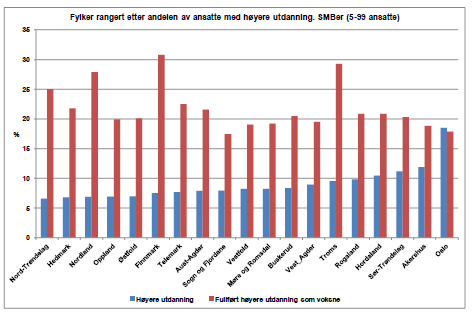 Fylker rangert etter andelen av ansatte med høyere utdanning. SMBer (5-99 ansatte)
35
30
25
20
15
10
5
0
%
Nord-Trøndelag
Hedmark
Nordland
Oppland
Østfold
Finnmark
Telemark
Aust-Agder
Sogn og Fjordane
Vestfold
Møre og Romsdal
Buskerud
Vest_Agder
Troms
Rogaland
Hordaland
Sør-Trøndelag
Akershus
Oslo
Høyere utdanning
Fullført høyere utdanning som voksne